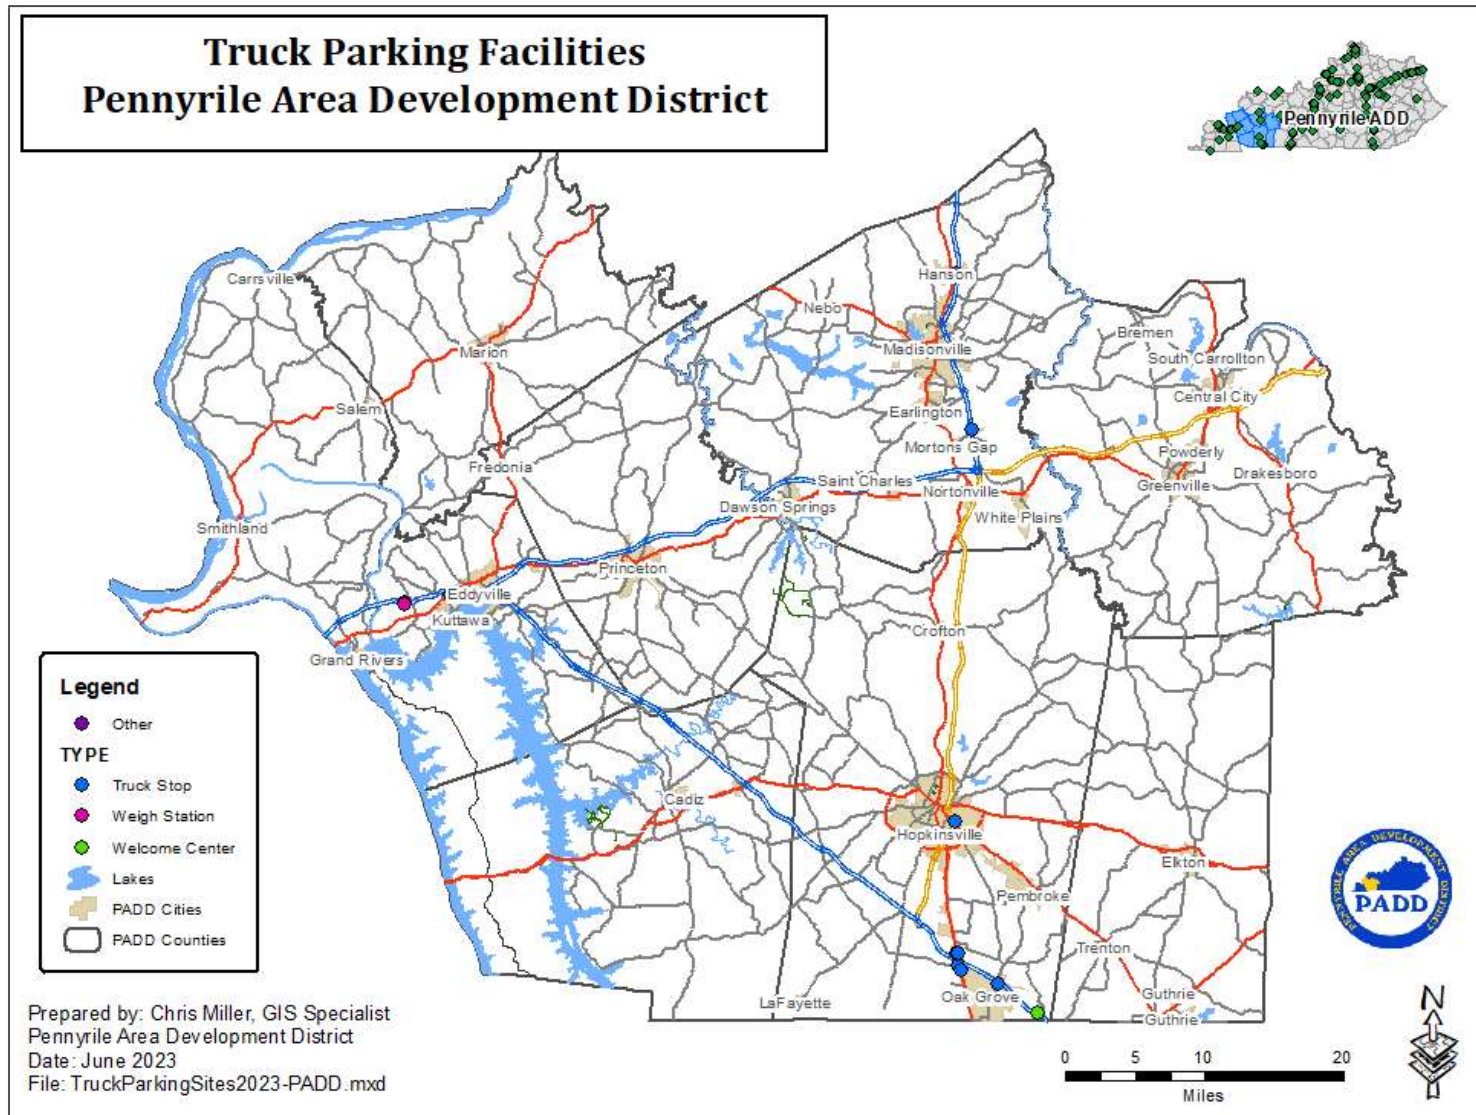 Truck Parking Facilities
Pennyrile Area Development District
Pennyrile ADD
Carrsville
Hanson
Nebo
Bremen
Marion
Madisonville
South Carrollton
Salem
Earlington
Central City
Mortons Gap
Powderly
Fredonia
Saint Charles
Drakesboro
Nortonville
Greenville
Dawson Springs
White Plains
Smithland
Princeton
Eddyville
Kuttawa
Crofton
Grand Rivers
Cadiz
Hopkinsville
Elkton
Pembroke
Trenton
LaFayette
Oak Grove
Guthrie
Guthrie
Legend
Other
TYPE
Truck Stop
Weigh Station
Welcome Center
Lakes
PADD Cities
PADD Counties
PENNYRILE AREA DEVELOPMENT DISTRICT
PADD
Prepared by: Chris Miller, GIS Specialist
Pennyrile Area Development District
Date: June 2023
File: TruckParkingSites2023-PADD.mxd
0 5 10 20
Miles
N